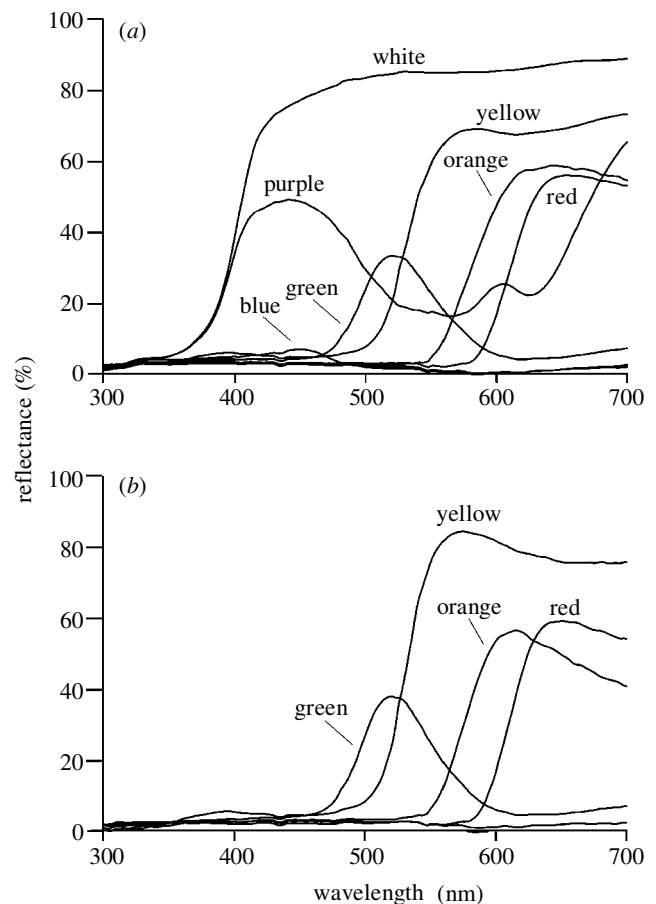 (a)
100
80
60
40
20
0
white
yellow
orange
purple
red
green
blue
300 400 500 600 700
reflectance (%)
(b)
100
80
60
40
20
0
yellow
orange
red
green
300 400 500 600 700
wavelength (nm)